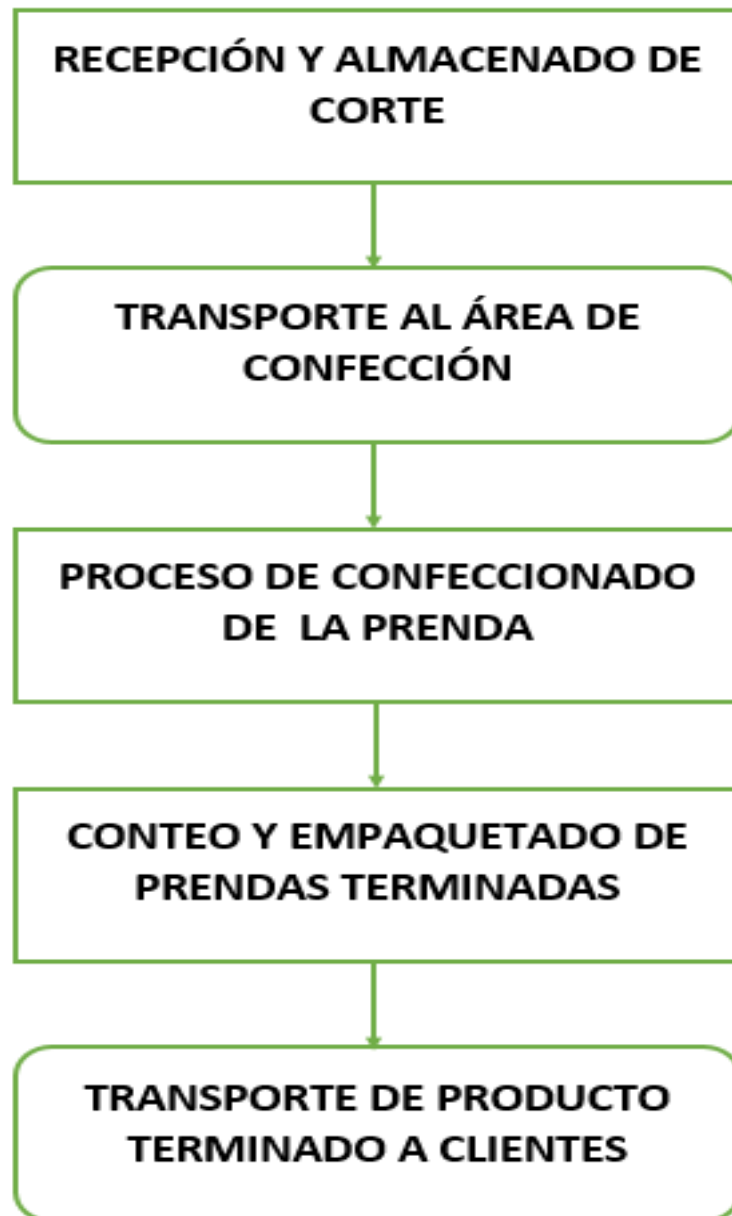 RECEPCIÓN Y ALMACENADO DE
CORTE
TRANSPORTE AL ÁREA DE
CONFECCIÓN
PROCESO DE CONFECCIONADO
DE LA PRENDA
CONTEO Y EMPAQUETADO DE
PRENDAS TERMINADAS
TRANSPORTE DE PRODUCTO
TERMINADO A CLIENTES